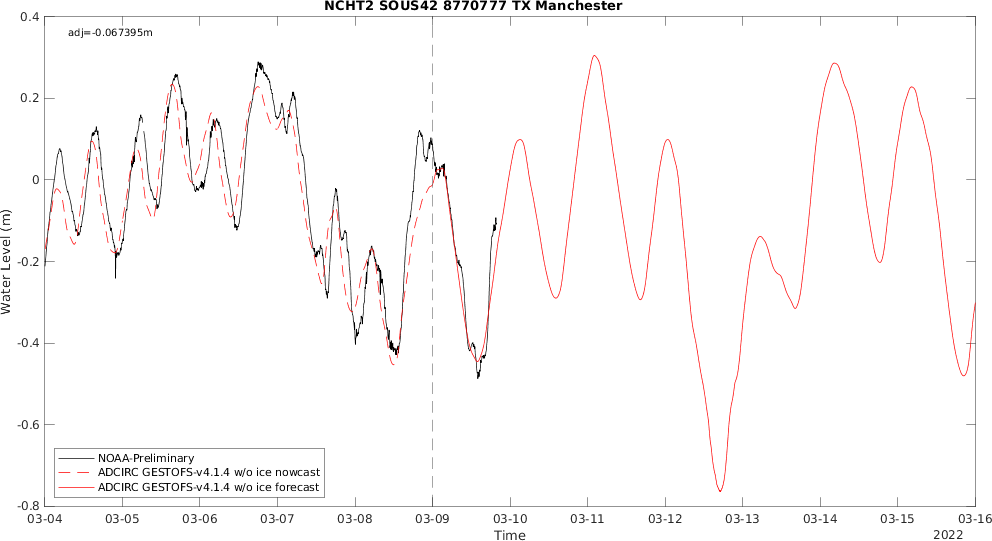 NCHT2 SOUS42 8770777 TX Manchester
adj=-0.067395m
0.4
0.2
0
-0.2
-0.4
-0.6
-0.8
Water Level (m)
NOAA-Preliminary
ADCIRC GESTOFS-v4.1.4 w/o ice nowcast
ADCIRC GESTOFS-v4.1.4 w/o ice forecast
03-04 03-05 03-06 03-07 03-08 03-09 03-10 03-11 03-12 03-13 03-14 03-15 03-16
Time
2022